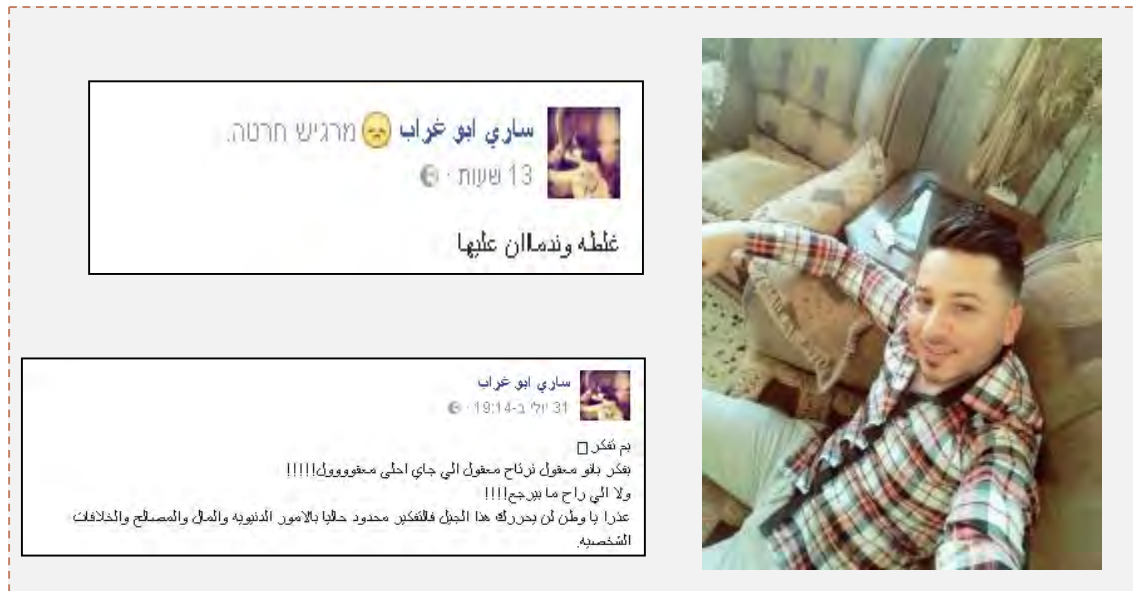 ساري ابو غراب מרגיש חרטה.
13 שעות
غلطه وندماان عليها
ساري ابو غراب
31 יולי ב-19:14
بم تفكر
بفكر بانو معقول نرتاح معقول الي جاي احلى معقوووول!!!!!
ولا الي راح ما بيرجع!!!!
عذرا يا وطن لن يحررك هذا الجيل فالتفكير محدود حاليا بالامور الدنيويه والمال والمصالح والخلافات
الشخصيه.